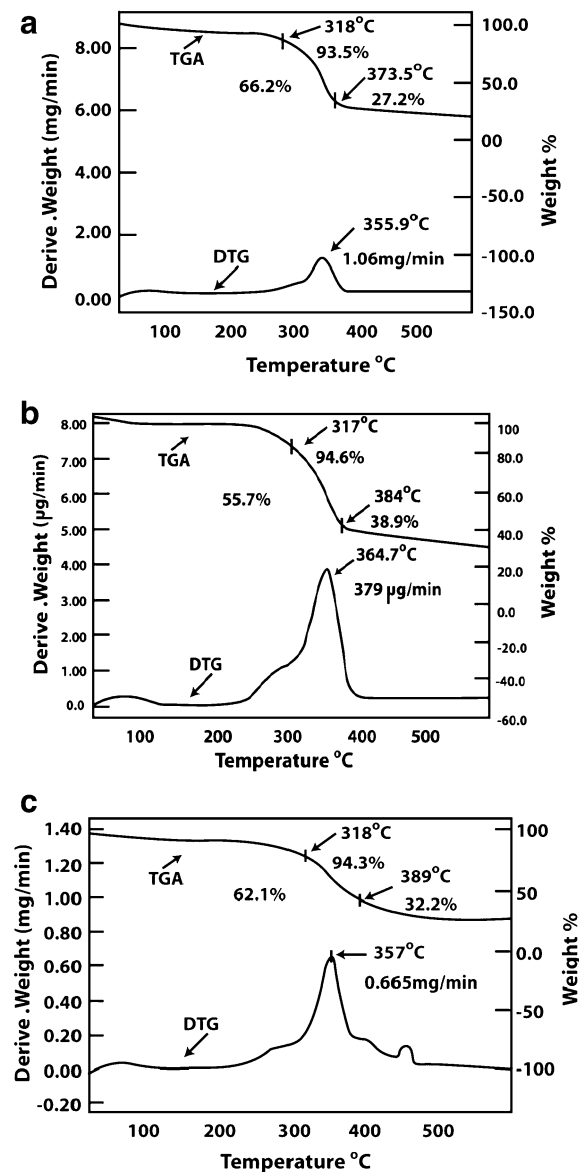 a
8.00
6.00
4.00
2.00
0.00
Derive .Weight (mg/min)
100.0
50.0
00
-50.0
-100.0
-150.0
Weight %
TGA
318°C
93.5%
66.2%
373.5°C
27.2%
355.9°C
1.06mg/min
DTG
100 200 300 400 500
Temperature °C
b
8.00
7.00
6.00
5.00
4.00
3.00
2.00
1.00
0.0
Derive .Weight (µg/min)
100
80.0
60.0
40.0
20.0
0.0
-20.0
-40.0
-60.0
Weight %
TGA
317°C
94.6%
55.7%
384°C
38.9%
364.7°C
379 µg/min
DTG
100 200 300 400 500
Temperature °C
c
1.40
1.20
1.00
0.80
0.60
0.40
0.20
0.00
-0.20
Derive .Weight (mg/min)
100
50
0.0
-50
-100
Weight %
TGA
318°C
94.3%
62.1%
389°C
32.2%
357°C
0.665mg/min
DTG
100 200 300 400 500
Temperature °C